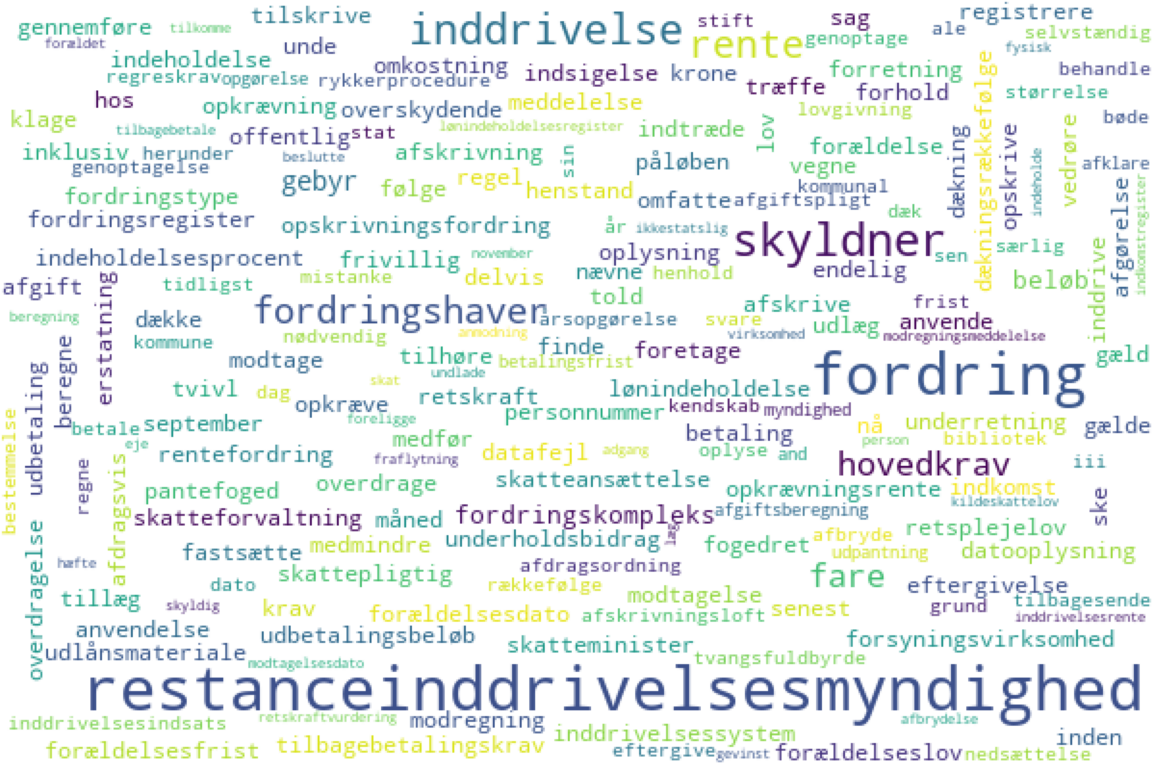 gennemføre tilkomme tilskrive inddrivelse stift sag ale registrere
forældet unde rente genoptage selvstændig
indeholdelse omkostning indsigelse krone forretning fysisk behandle
regreskrav opgørelse rykkerprocedure træffe forhold størrelse
hos opkrævning overskydende meddelelse lovgivning bøde
klage tilbagebetale offentlig stat lønindeholdelsesregister indtræde lov
inklusiv herunder beslutte afskrivning sin påløben forældelse dækning dækningsrækkefølge opskrive indeholde vedrøre afklare
genoptagelse gebyr følge regel henstand vegne kommunal
fordringstype omfatte afgiftspligt dæk afgørelse indkomstregister
fordringsregister opskrivningsfordring år ikkestatslig skyldner særlig
indeholdelsesprocent frivillig november oplysning sen
afgift erstatning tidligst mistanke delvis nævne henhold endelig beløb inddrive
beregning dække fordringshaver årsopgørelse told afskrive frist
kommune nødvendig anmodning svare udlæg anvende
modtage tilhøre finde foretage virksomhed modregningsmeddelelse
udbetaling beregne undlade betalingsfrist fordring gæld
tvivl dag skat retskraft lønindeholdelse
bestemmelse opkræve personnummer kendskab myndighed
betale september foreligge nå underretning gælde
eje medfør betaling person bibliotek
regne rentefordring fraflytning datafejl adgang oplyse and hovedkrav iii
afdragsvis pantefoged overdrage skatteansættelse opkrævningsrente indkomst ske
skatteforvaltning måned fordringskompleks afgiftsberegning kildeskattelov
overdragelse fastsætte medmindre underholdsbidrag læg fogedret afbryde retsplejelov
hæfte afdragsordning udpantning datooplysning
dato skattepligtig rækkefølge fare eftergivelse
tillæg skyldig krav forældelsesdato modtagelse senest grund tilbagesende
afskrivningsloft inddrivelsesrente
anvendelse udbetalingsbeløb skatteminister forsyningsvirksomhed
udlånsmateriale modtagelsesdato tvangsfuldbyrde
restanceinddrivelsesmyndighed
inddrivelsesindsats retskraftvurdering modregning inddrivelsessystem afbrydelse inden
forældelsesfrist tilbagebetalingskrav eftergive gevinst forældelseslov nedsættelse